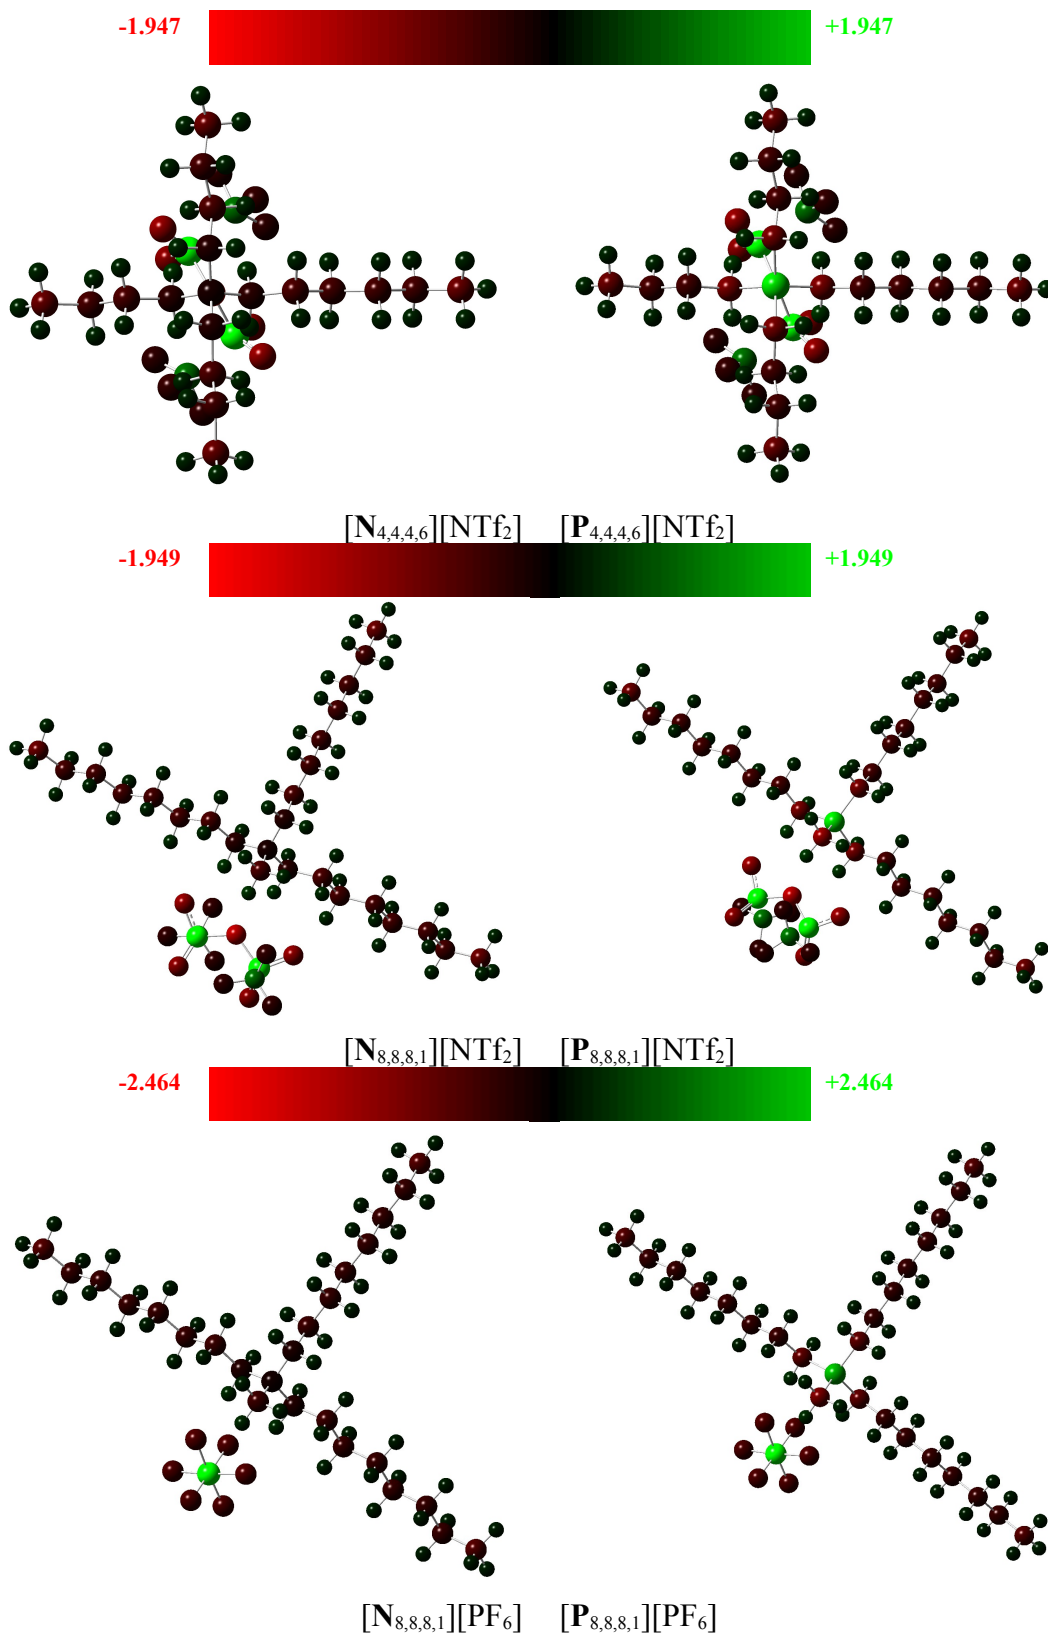 -1.947 +1.947
[N4,4,4,6][NTf2] [P4,4,4,6][NTf2]
-1.949 +1.949
[N8,8,8,1][NTf2] [P8,8,8,1][NTf2]
-2.464 +2.464
[N8,8,8,1][PF6] [P8,8,8,1][PF6]